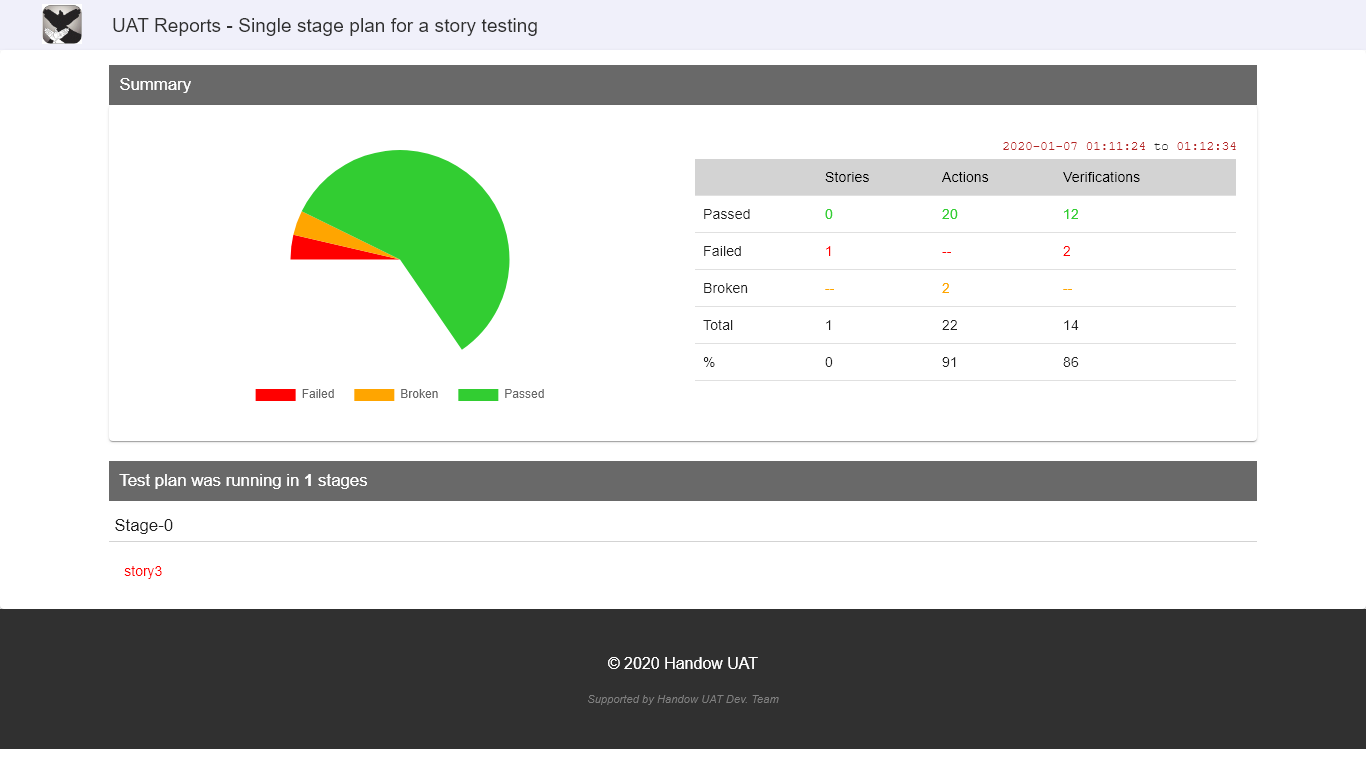 UAT Reports - Single stage plan for a story testing
Summary
2020-01-07 01:11:24 to 01:12:34
Stories Actions Verifications
Passed 0 20 12
Failed 1 -- 2
Broken -- 2 --
Total 1 22 14
% 0 91 86
Failed Broken Passed
Test plan was running in 1 stages
Stage-0
story3
© 2020 Handow UAT
Supported by Handow UAT Dev. Team